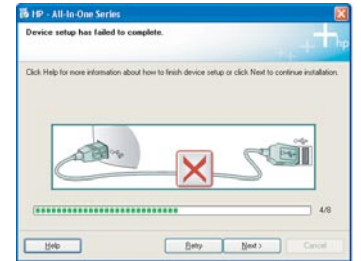 HP - All-In-One Series
Device setup has failed to complete.
hp
Click Help for more information about how to finish device setup or click Next to continue installation.
4/8
Help
Retry
Next >
Cancel